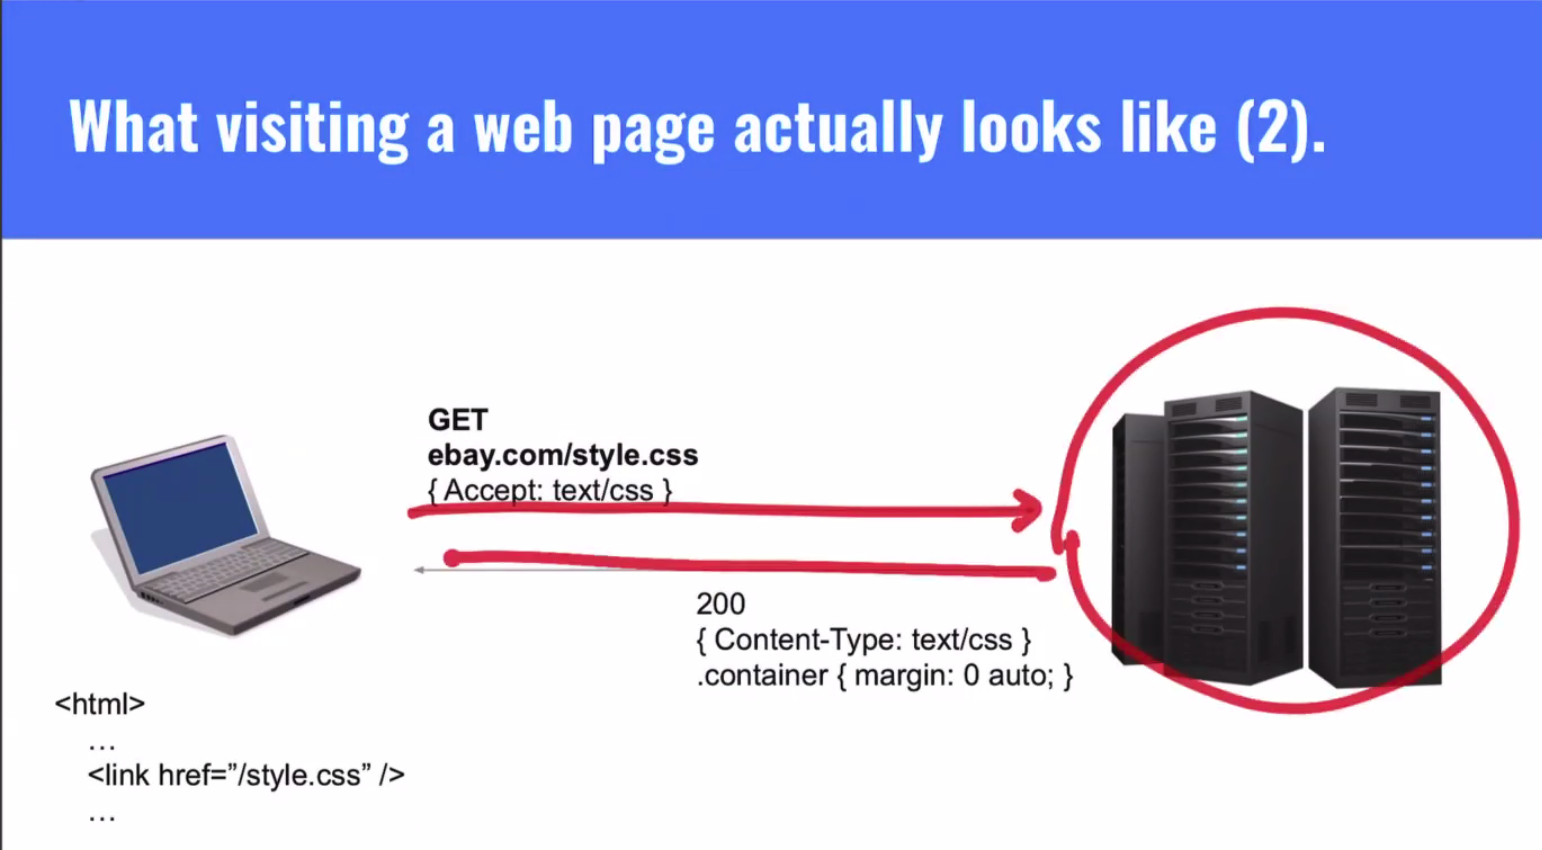 What visiting a web page actually looks like (2).
GET
ebay.com/style.css
{ Accept: text/css }
200
{ Content-Type: text/css }
.container { margin: 0 auto; }
<html>
...
<link href=”/style.css” />
...